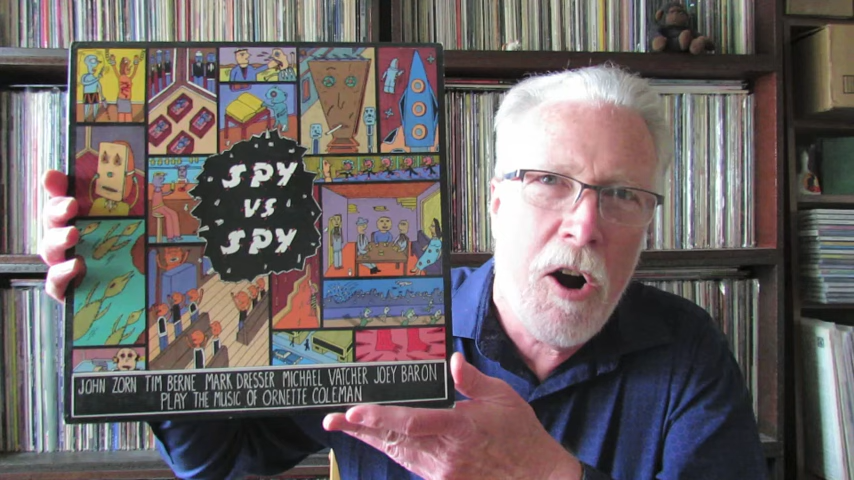 SPY
VS
SPY
JOHN ZORN TIM BERNE MARK DRESSER MICHAEL VATCHER JOEY BARON
PLAY THE MUSIC OF ORNETTE COLEMAN